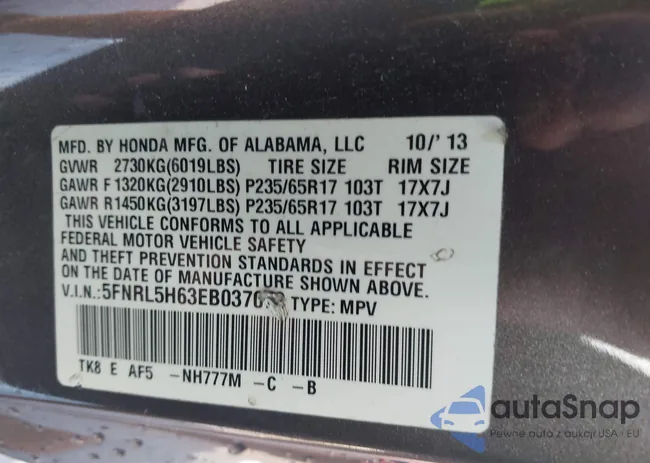 MFD. BY HONDA MFG. OF ALABAMA, LLC 10/' 13
GVWR 2730KG(6019LBS) TIRE SIZE RIM SIZE
GAWR F 1320KG(2910LBS) P235/65R17 103T 17X7J
GAWR R1450KG(3197LBS) P235/65R17 103T 17X7J
THIS VEHICLE CONFORMS TO ALL APPLICABLE
FEDERAL MOTOR VEHICLE SAFETY
AND THEFT PREVENTION STANDARDS IN EFFECT
ON THE DATE OF MANUFACTURE SHOWN ABOVE.
V.I.N.: TYPE: MPV
TK8 E AF5 -NH777M -C -B
autaSnap
Pewne auta z aukcji USA i EU